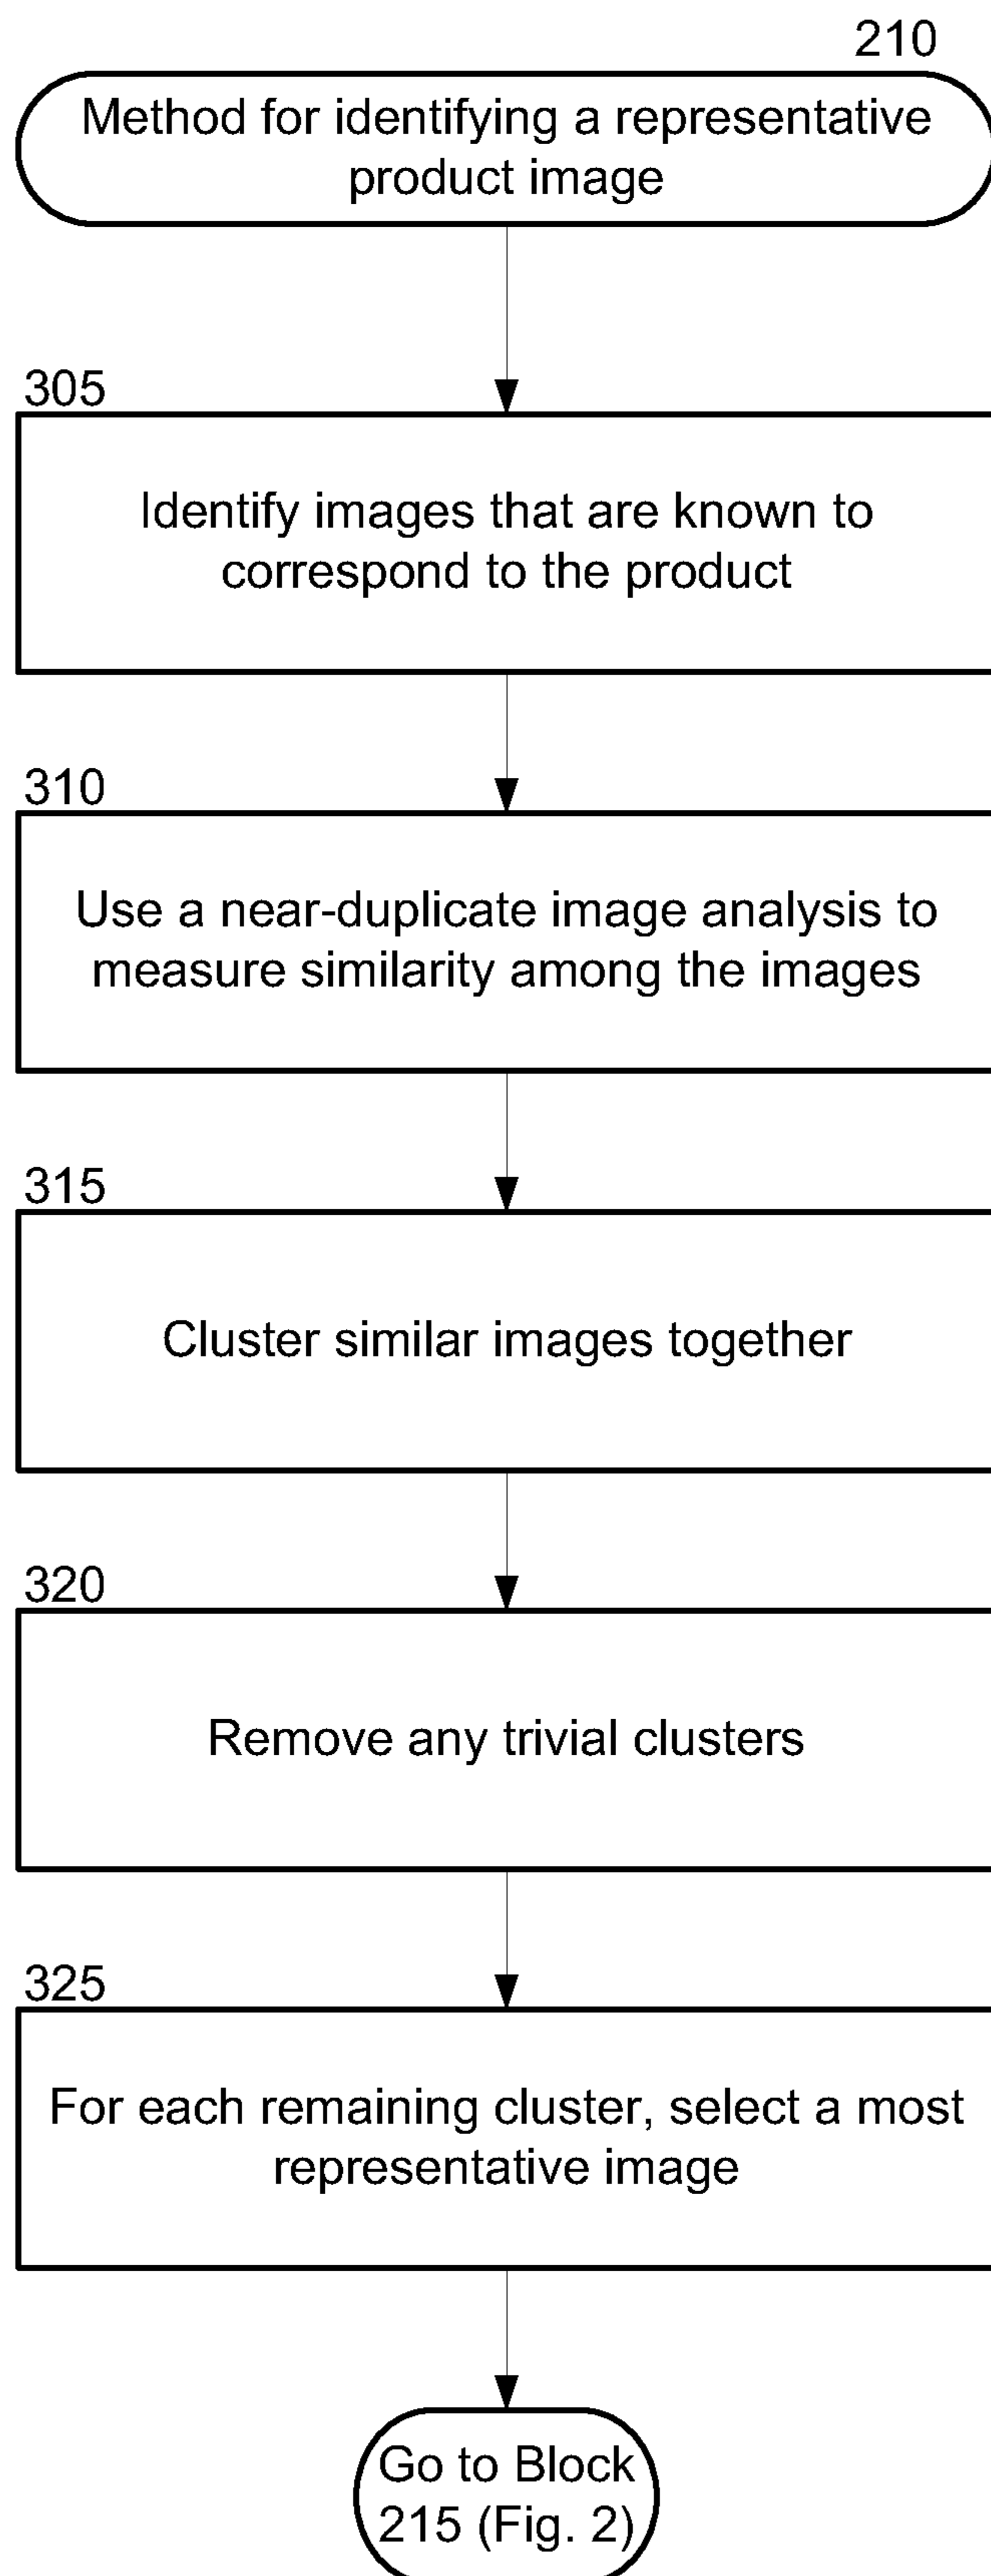 210
Method for identifying a representative
product image
305
Identify images that are known to
correspond to the product
310
Use a near-duplicate image analysis to
measure similarity among the images
315
Cluster similar images together
320
Remove any trivial clusters
325
For each remaining cluster, select a most
representative image
Go to Block
215 (Fig. 2)